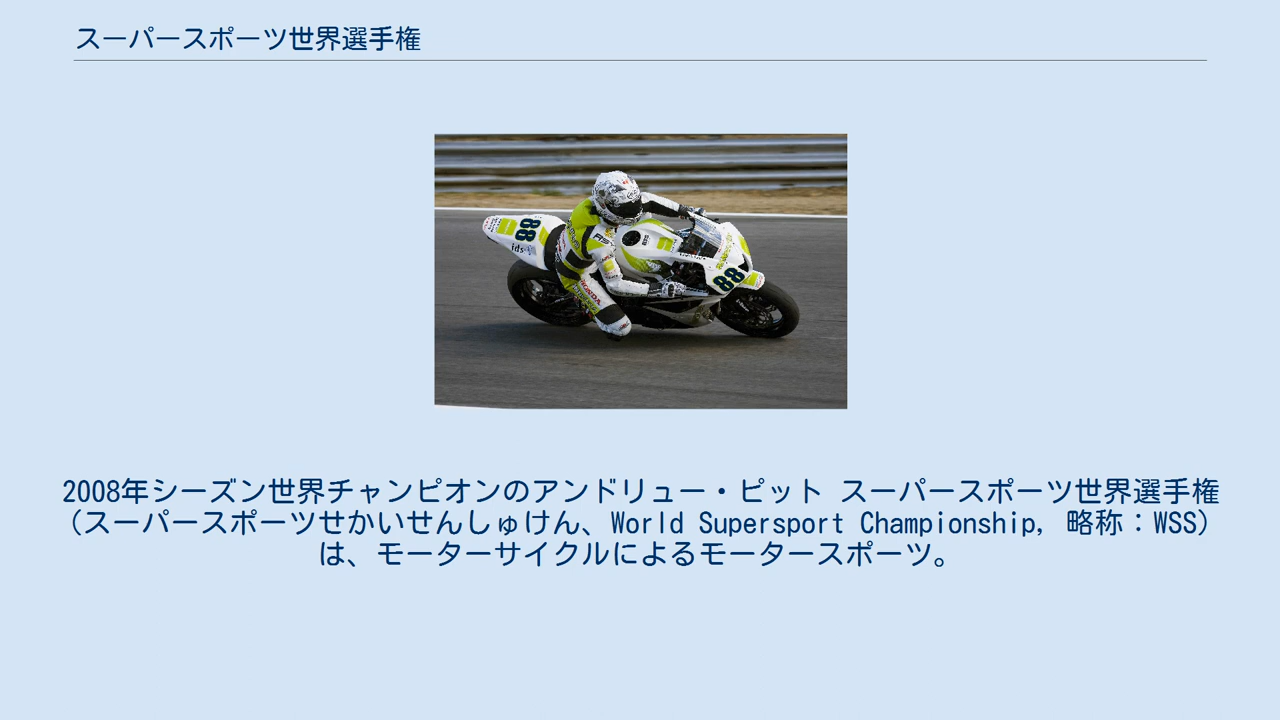 スーパースポーツ世界選手権
88
ids
88
HONDA
2008年シーズン世界チャンピオンのアンドリュー・ピット スーパースポーツ世界選手権
（スーパースポーツせかいせんしゅけん、World Supersport Championship, 略称：WSS）
は、モーターサイクルによるモータースポーツ。